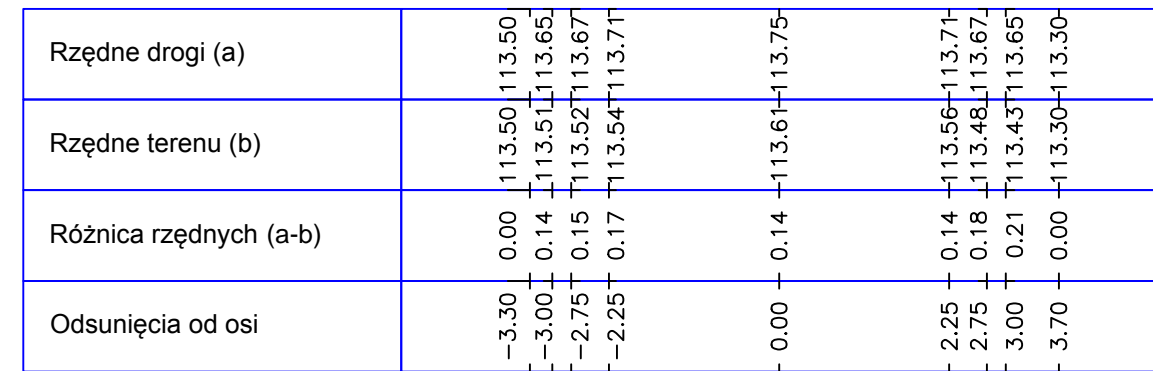 Rzędne drogi (a) 113.50 113.65 113.67 113.71 113.75 113.71 113.67 113.65 113.30
Rzędne terenu (b) 113.50 113.51 113.52 113.54 113.61 113.56 113.48 113.43 113.30
Różnica rzędnych (a-b) 0.00 0.14 0.15 0.17 0.14 0.14 0.18 0.21 0.00
Odsunięcia od osi -3.30 -3.00 -2.75 -2.25 0.00 2.25 2.75 3.00 3.70